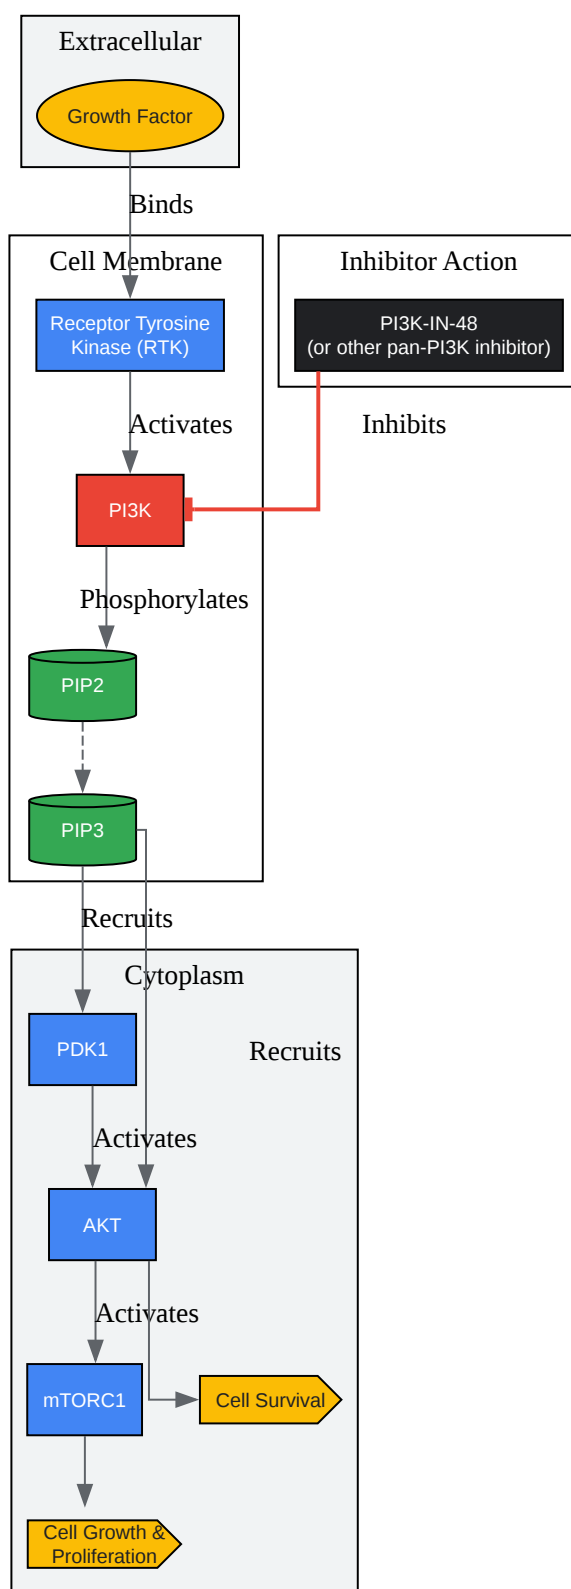 Extracellular
Growth Factor
Binds
Cell Membrane
Inhibitor Action
Receptor Tyrosine
Kinase (RTK)
PI3K-IN-48
(or other pan-PI3K inhibitor)
Activates
Inhibits
PI3K
Phosphorylates
PIP2
PIP3
Recruits
Cytoplasm
PDK1
Recruits
Activates
AKT
Activates
mTORC1
Cell Survival
Cell Growth &
Proliferation